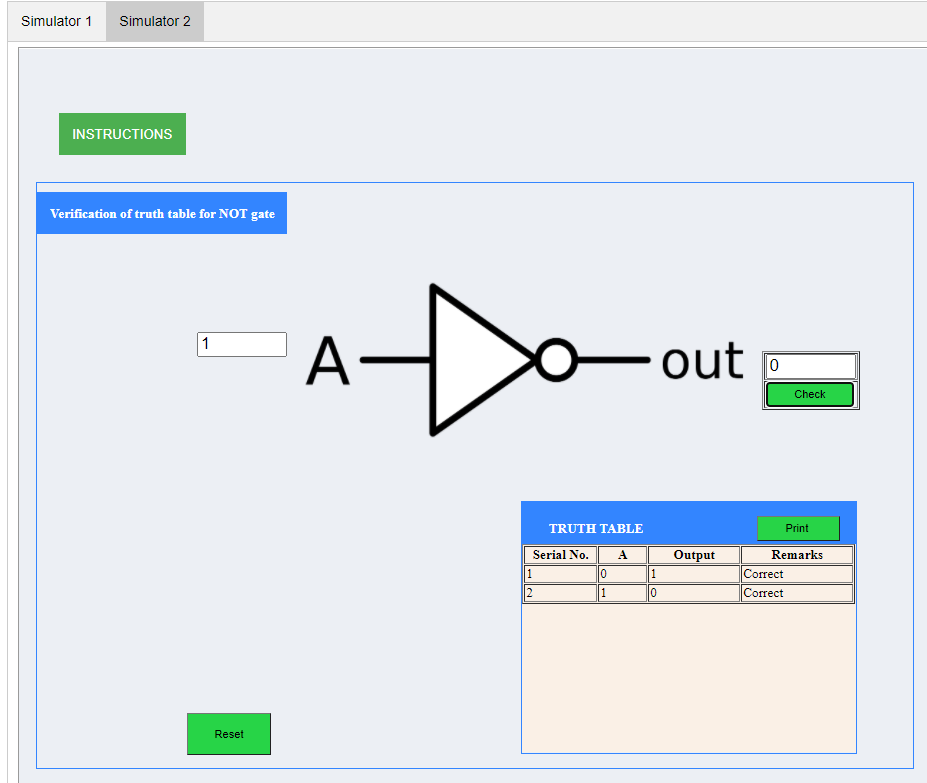 Simulator 1 Simulator 2
INSTRUCTIONS
Verification of truth table for NOT gate
1
A
out
0
Check
TRUTH TABLE Print
Serial No. A Output Remarks
1 0 1 Correct
2 1 0 Correct
Reset